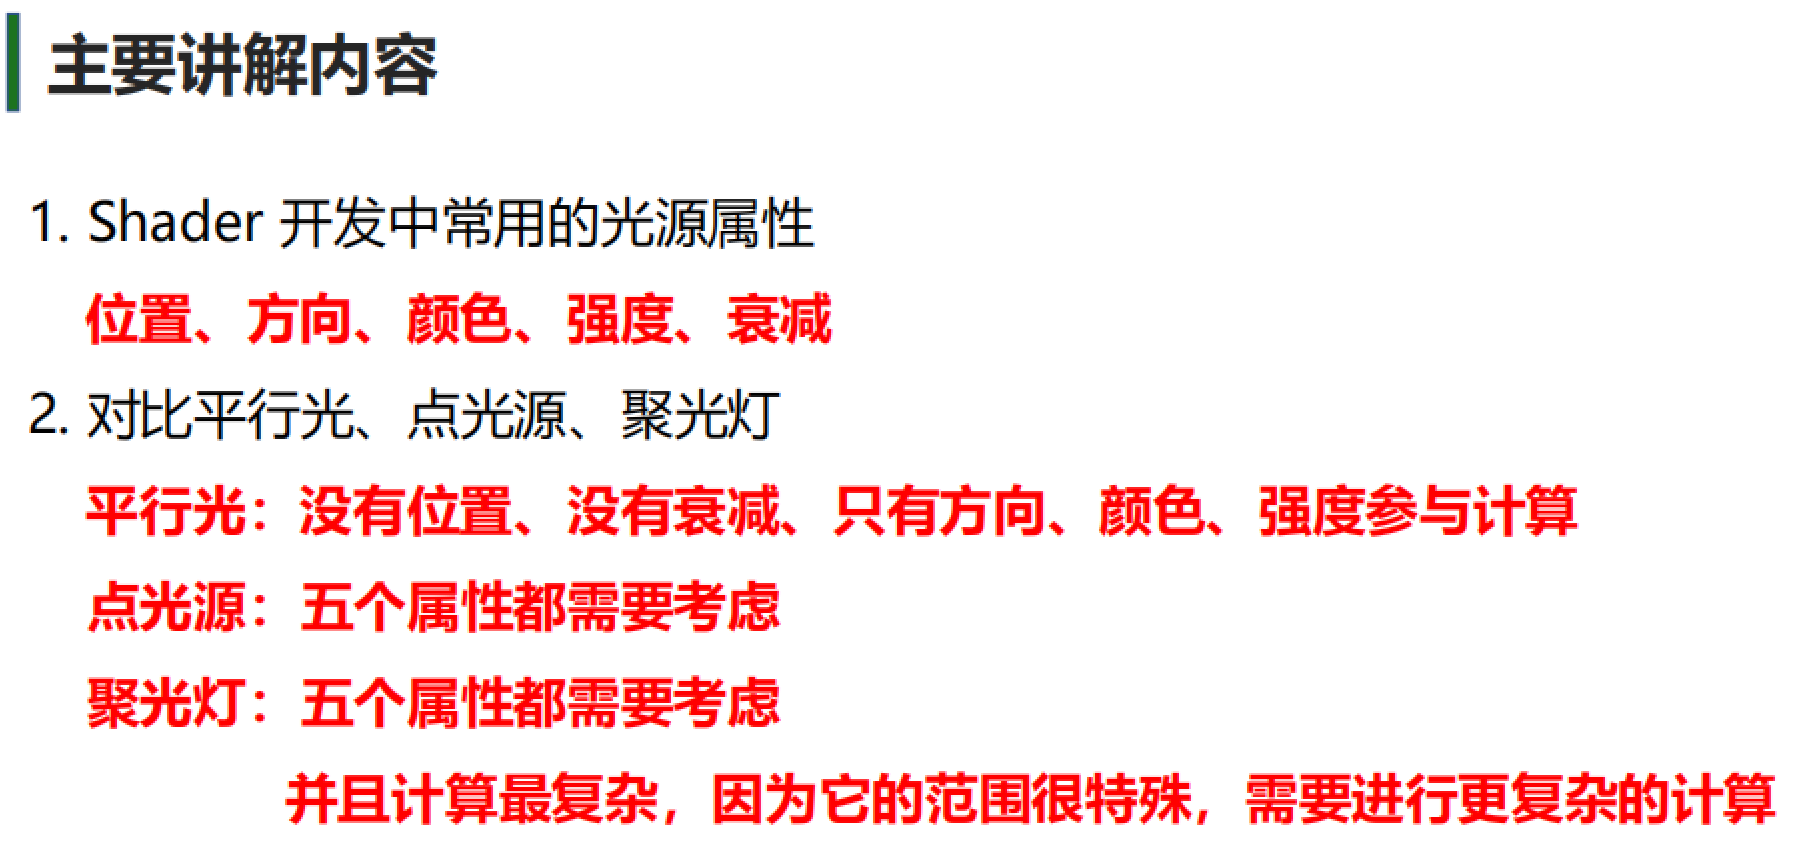 主要讲解内容
1. Shader 开发中常用的光源属性
位置、方向、颜色、强度、衰减
2. 对比平行光、点光源、聚光灯
平行光：没有位置、没有衰减、只有方向、颜色、强度参与计算
点光源：五个属性都需要考虑
聚光灯：五个属性都需要考虑
并且计算最复杂，因为它的范围很特殊，需要进行更复杂的计算